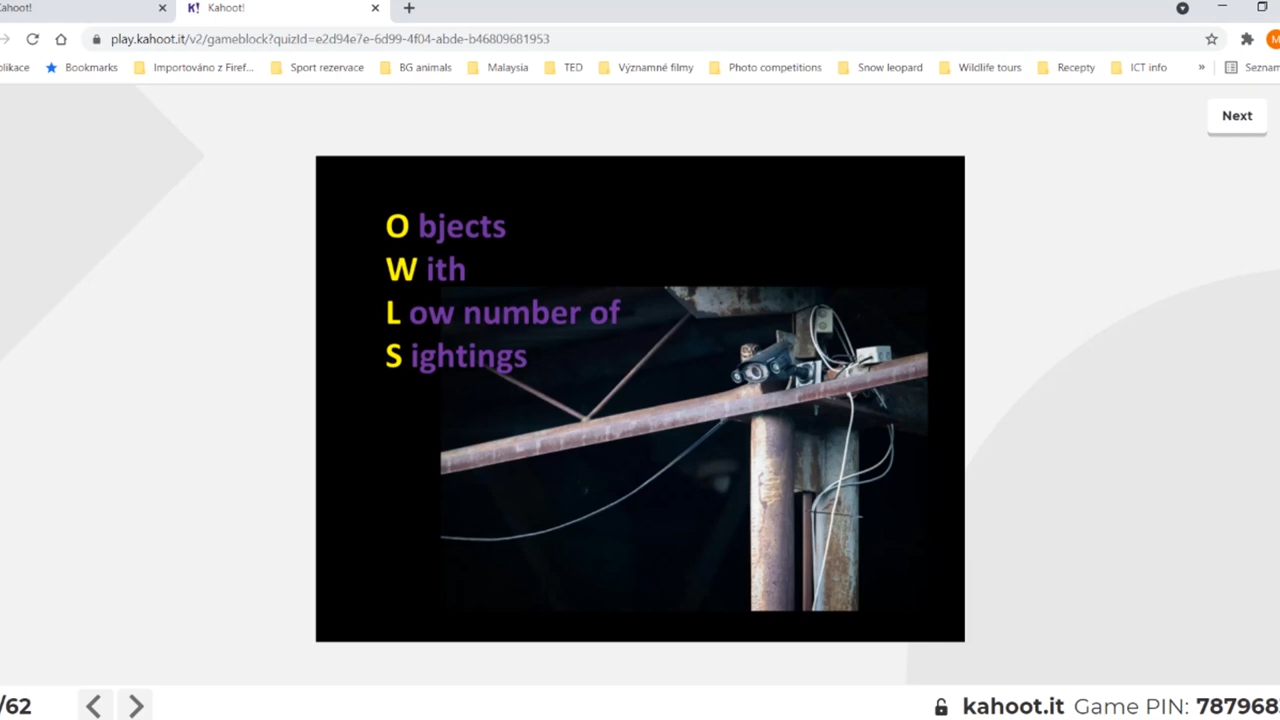 Kahoot!
K! Kahoot!
play.kahoot.it/v2/gameblock?quizId=e2d94e7e-6d99-4f04-abde-b46809681953
plikace Bookmarks Importováno z Firef... Sport rezervace BG animals Malaysia TED Významné filmy Photo competitions Snow leopard Wildlife tours Recepty ICT info » Seznam
Next
O bjects
W ith
L ow number of
S ightings
/62
kahoot.it Game PIN: 787968